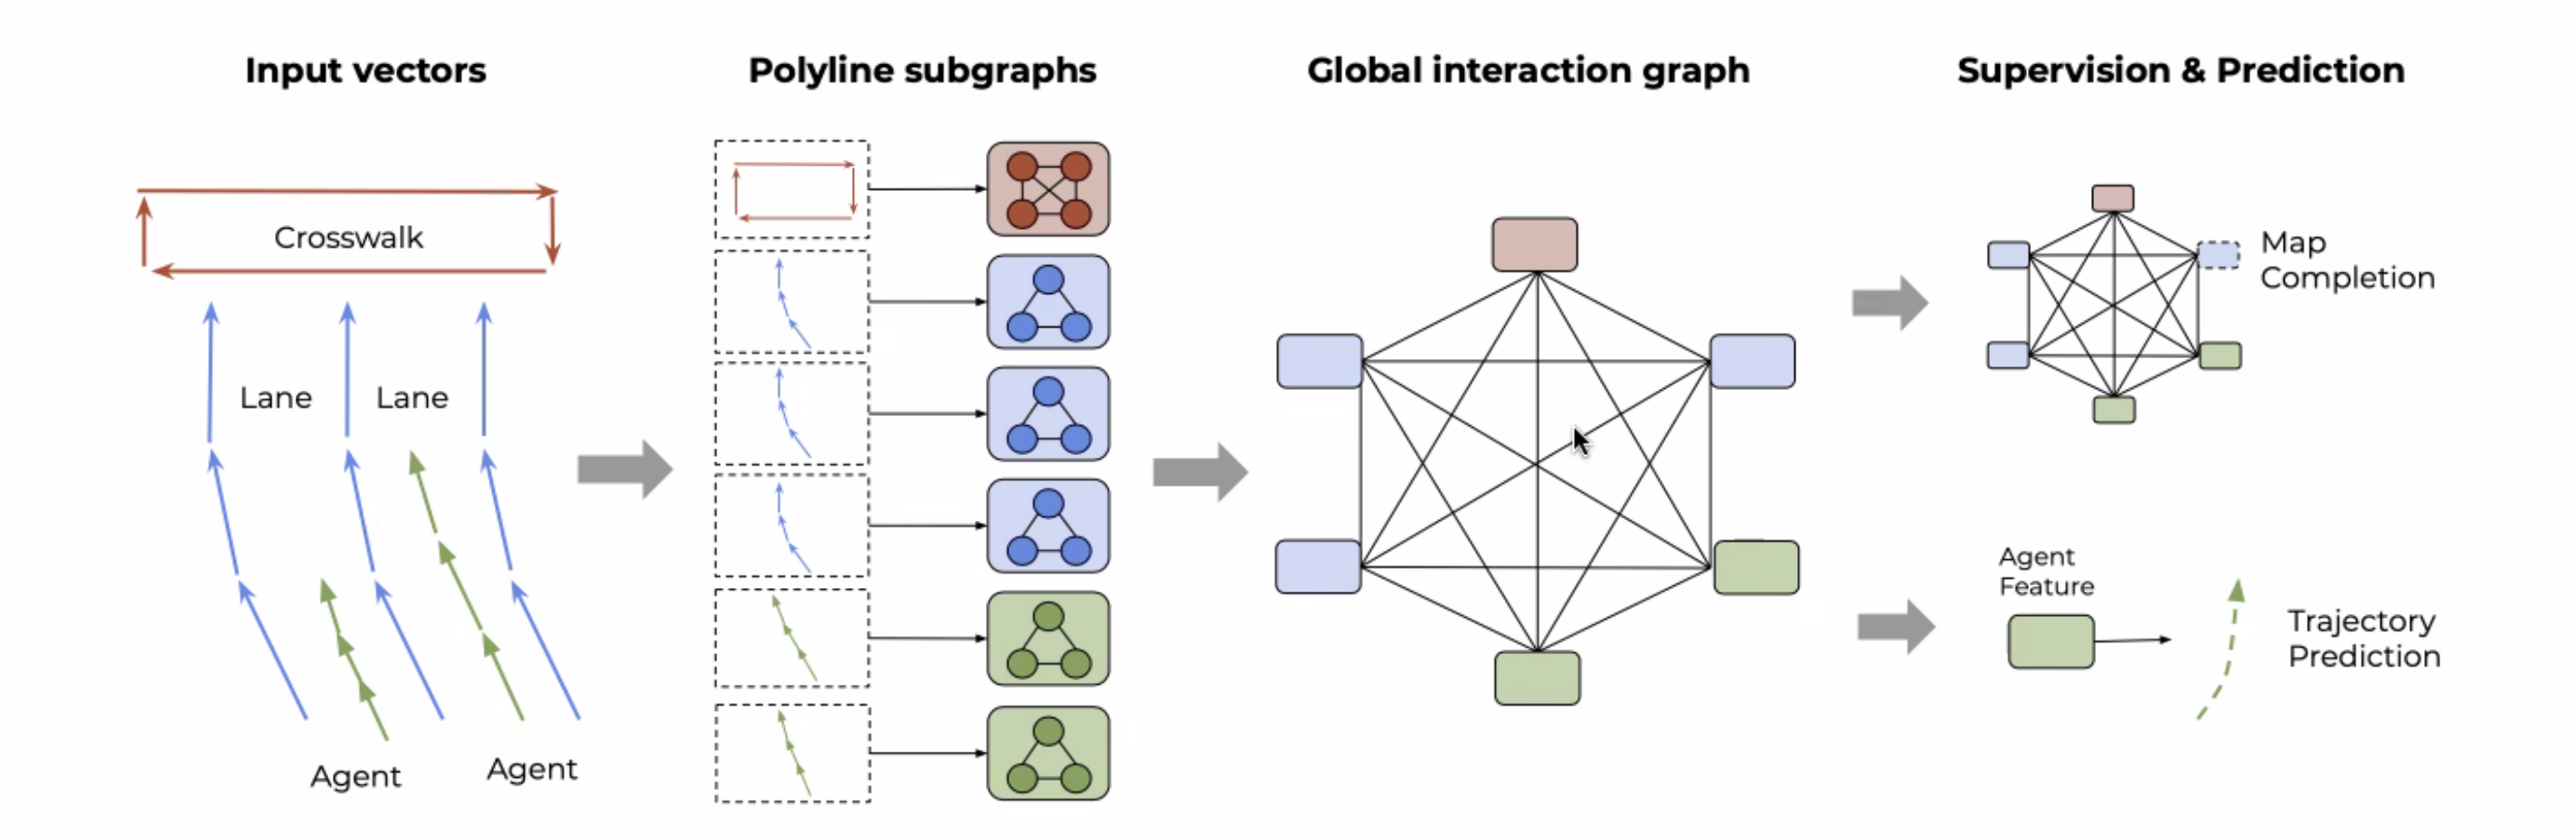 Input vectors
Polyline subgraphs
Global interaction graph
Supervision & Prediction
Crosswalk
Lane
Lane
Agent
Agent
Map
Completion
Agent
Feature
Trajectory
Prediction